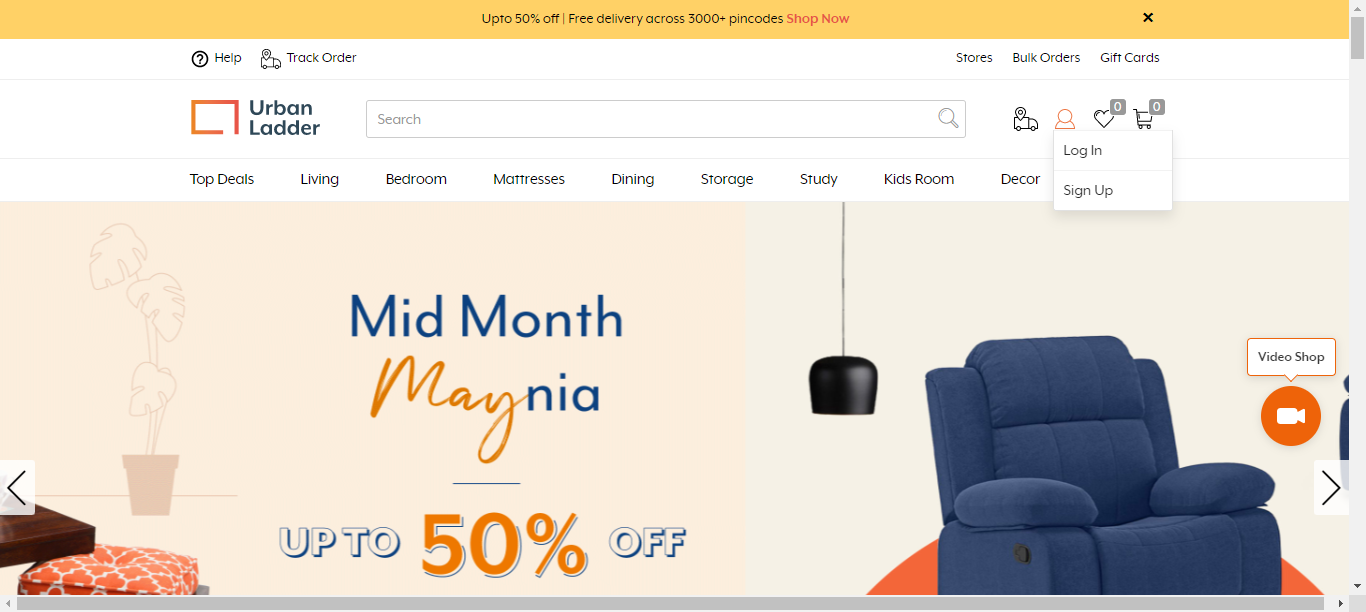 Upto 50% off | Free delivery across 3000+ pincodes Shop Now
Help
Track Order
Stores
Bulk Orders
Gift Cards
Urban
Ladder
Search
0
0
Log In
Sign Up
Top Deals
Living
Bedroom
Mattresses
Dining
Storage
Study
Kids Room
Decor
Mid Month
Maynia
UP TO 50% OFF
Video Shop